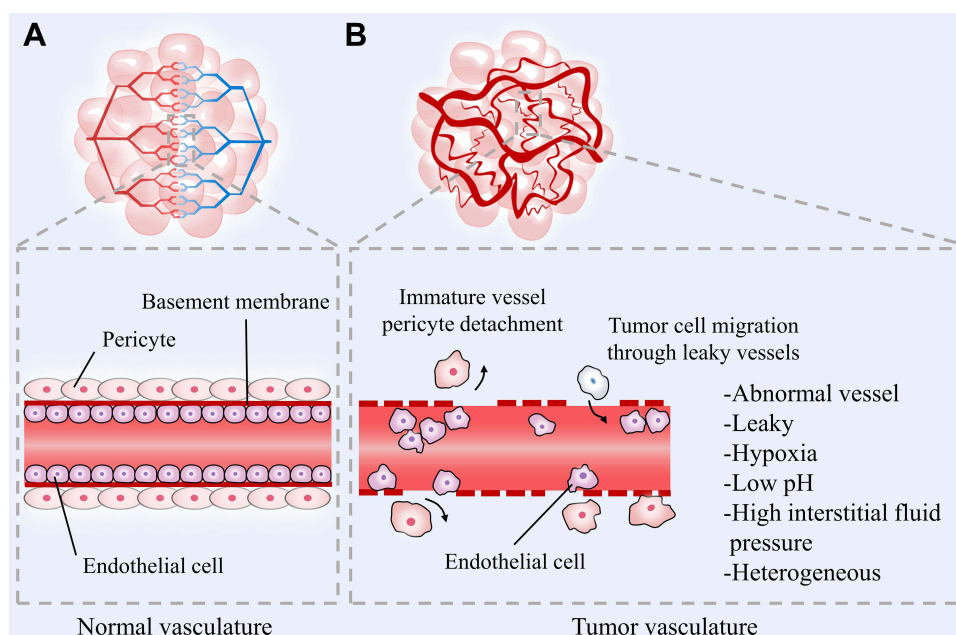 A
B
Basement membrane
Pericyte
Endothelial cell
Normal vasculature
Immature vessel
pericyte detachment
Tumor cell migration
through leaky vessels
Endothelial cell
-Abnormal vessel
-Leaky
-Hypoxia
-Low pH
-High interstitial fluid
pressure
-Heterogeneous
Tumor vasculature